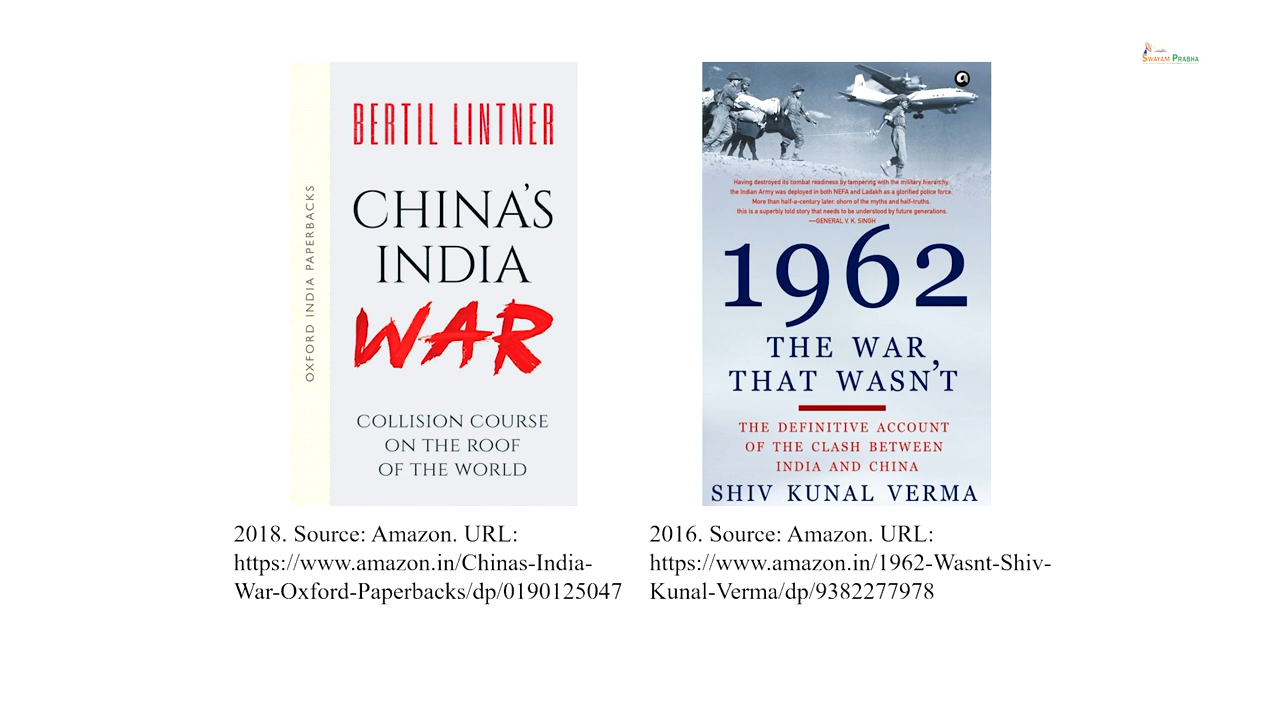 SWAYAM PRABHA
OXFORD INDIA PAPERBACKS
BERTIL LINTNER
CHINA'S
INDIA
WAR
COLLISION COURSE
ON THE ROOF
OF THE WORLD
2018. Source: Amazon. URL:
https://www.amazon.in/Chinas-India-
War-Oxford-Paperbacks/dp/0190125047
Having destroyed its combat readiness by tampering with the military hierarchy,
the Indian Army was deployed in both NEFA and Ladakh as a glorified police force.
More than half-a-century later, shorn of the myths and half-truths,
this is a superbly told story that needs to be understood by future generations.
—GENERAL V. K. SINGH
1962
THE WAR
THAT WASN'T
THE DEFINITIVE ACCOUNT
OF THE CLASH BETWEEN
INDIA AND CHINA
SHIV KUNAL VERMA
2016. Source: Amazon. URL:
https://www.amazon.in/1962-Wasnt-Shiv-
Kunal-Verma/dp/9382277978